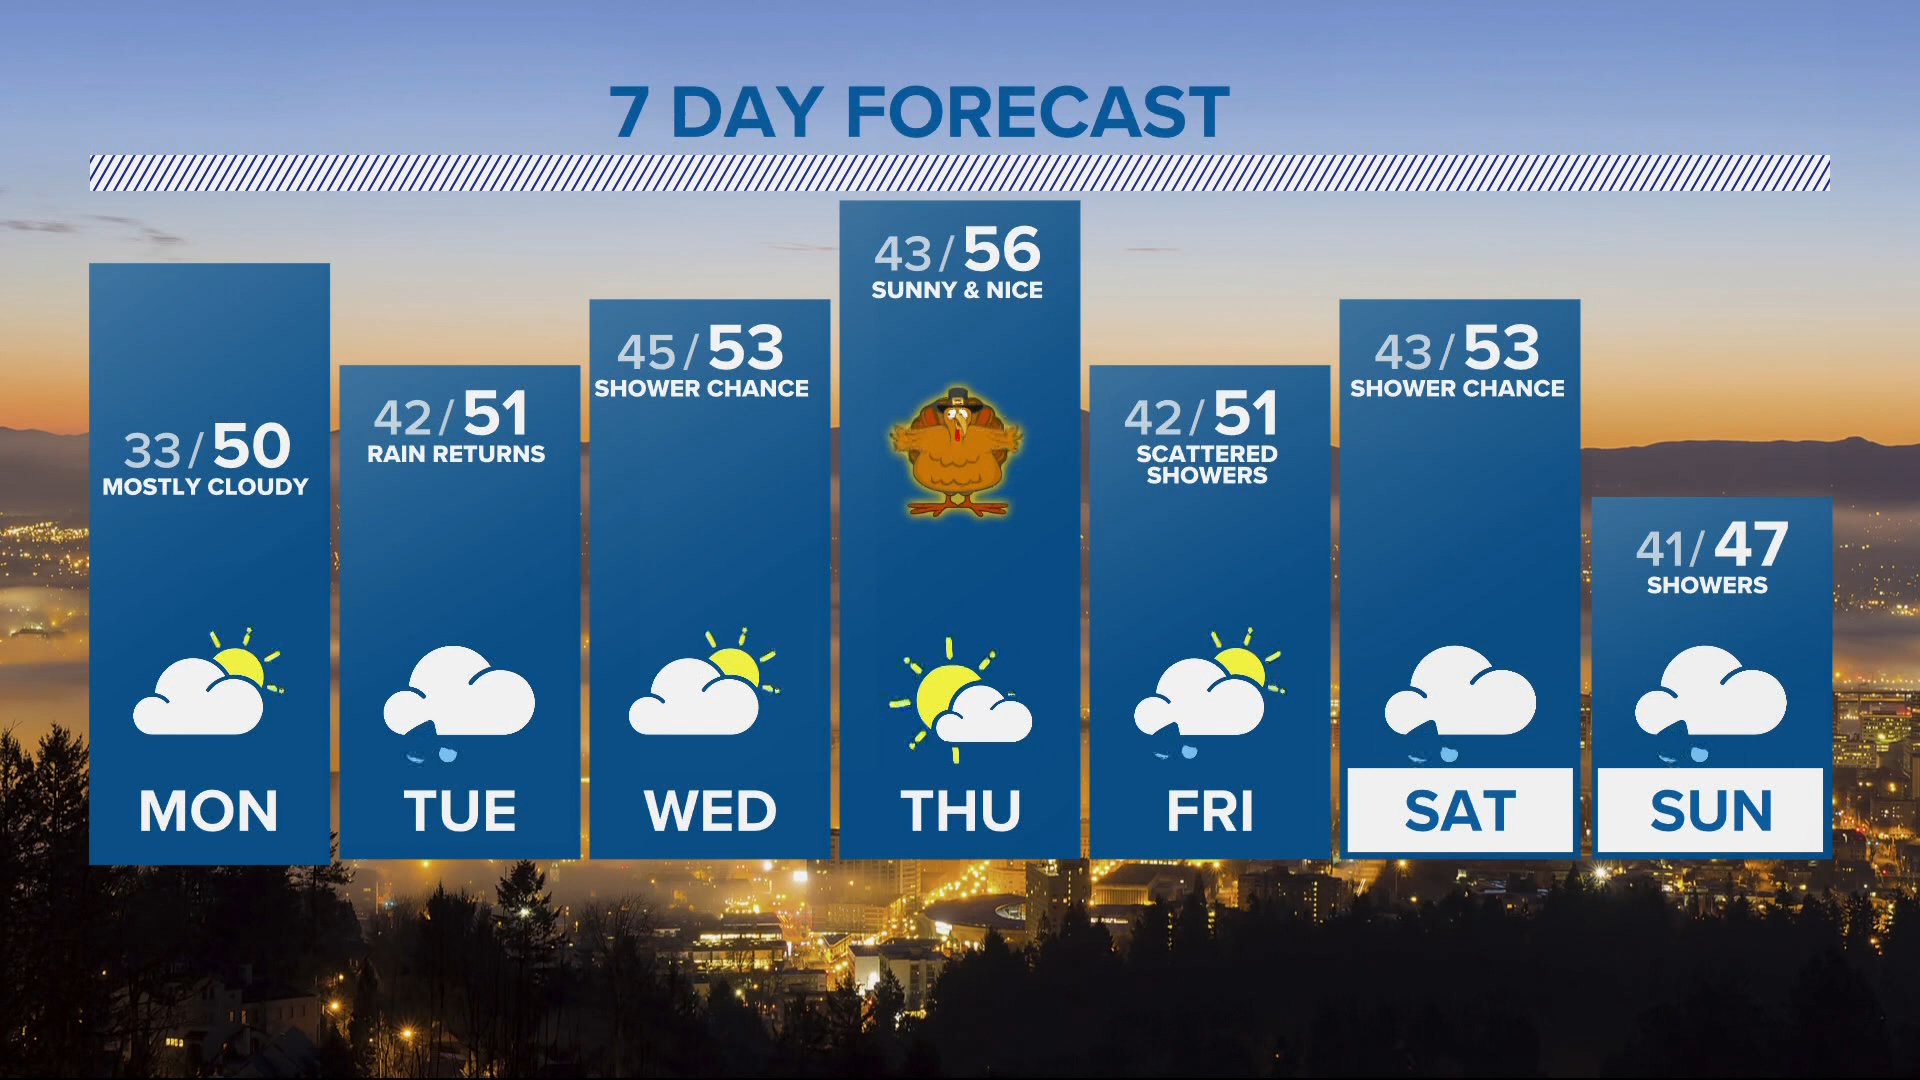 7 DAY FORECAST
33/50
MOSTLY CLOUDY
MON
42/51
RAIN RETURNS
TUE
45/53
SHOWER CHANCE
WED
43/56
SUNNY & NICE
THU
42/51
SCATTERED
SHOWERS
FRI
43/53
SHOWER CHANCE
SAT
41/47
SHOWERS
SUN